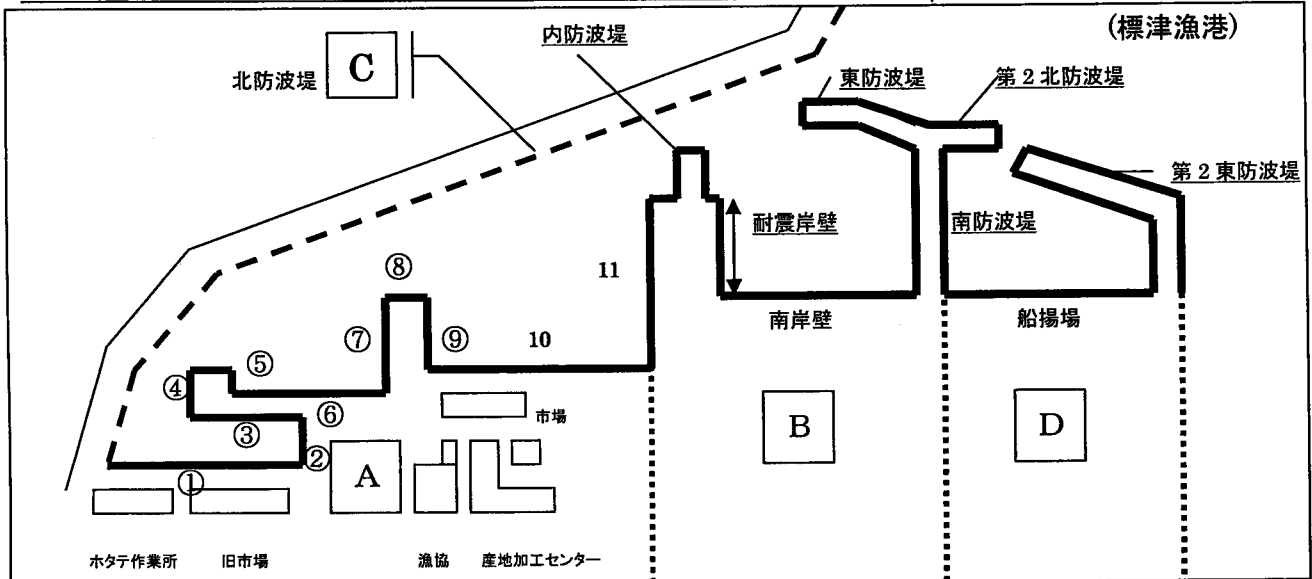 (標津漁港)
内防波堤
北防波堤
C
東防波堤
第2北防波堤
第2東防波堤
耐震岸壁
南防波堤
⑧
11
南岸壁
船揚場
⑦
⑨
10
⑤
④
⑥
市場
③
②
①
A
B
D
ホタテ作業所
旧市場
漁協
産地加工センター